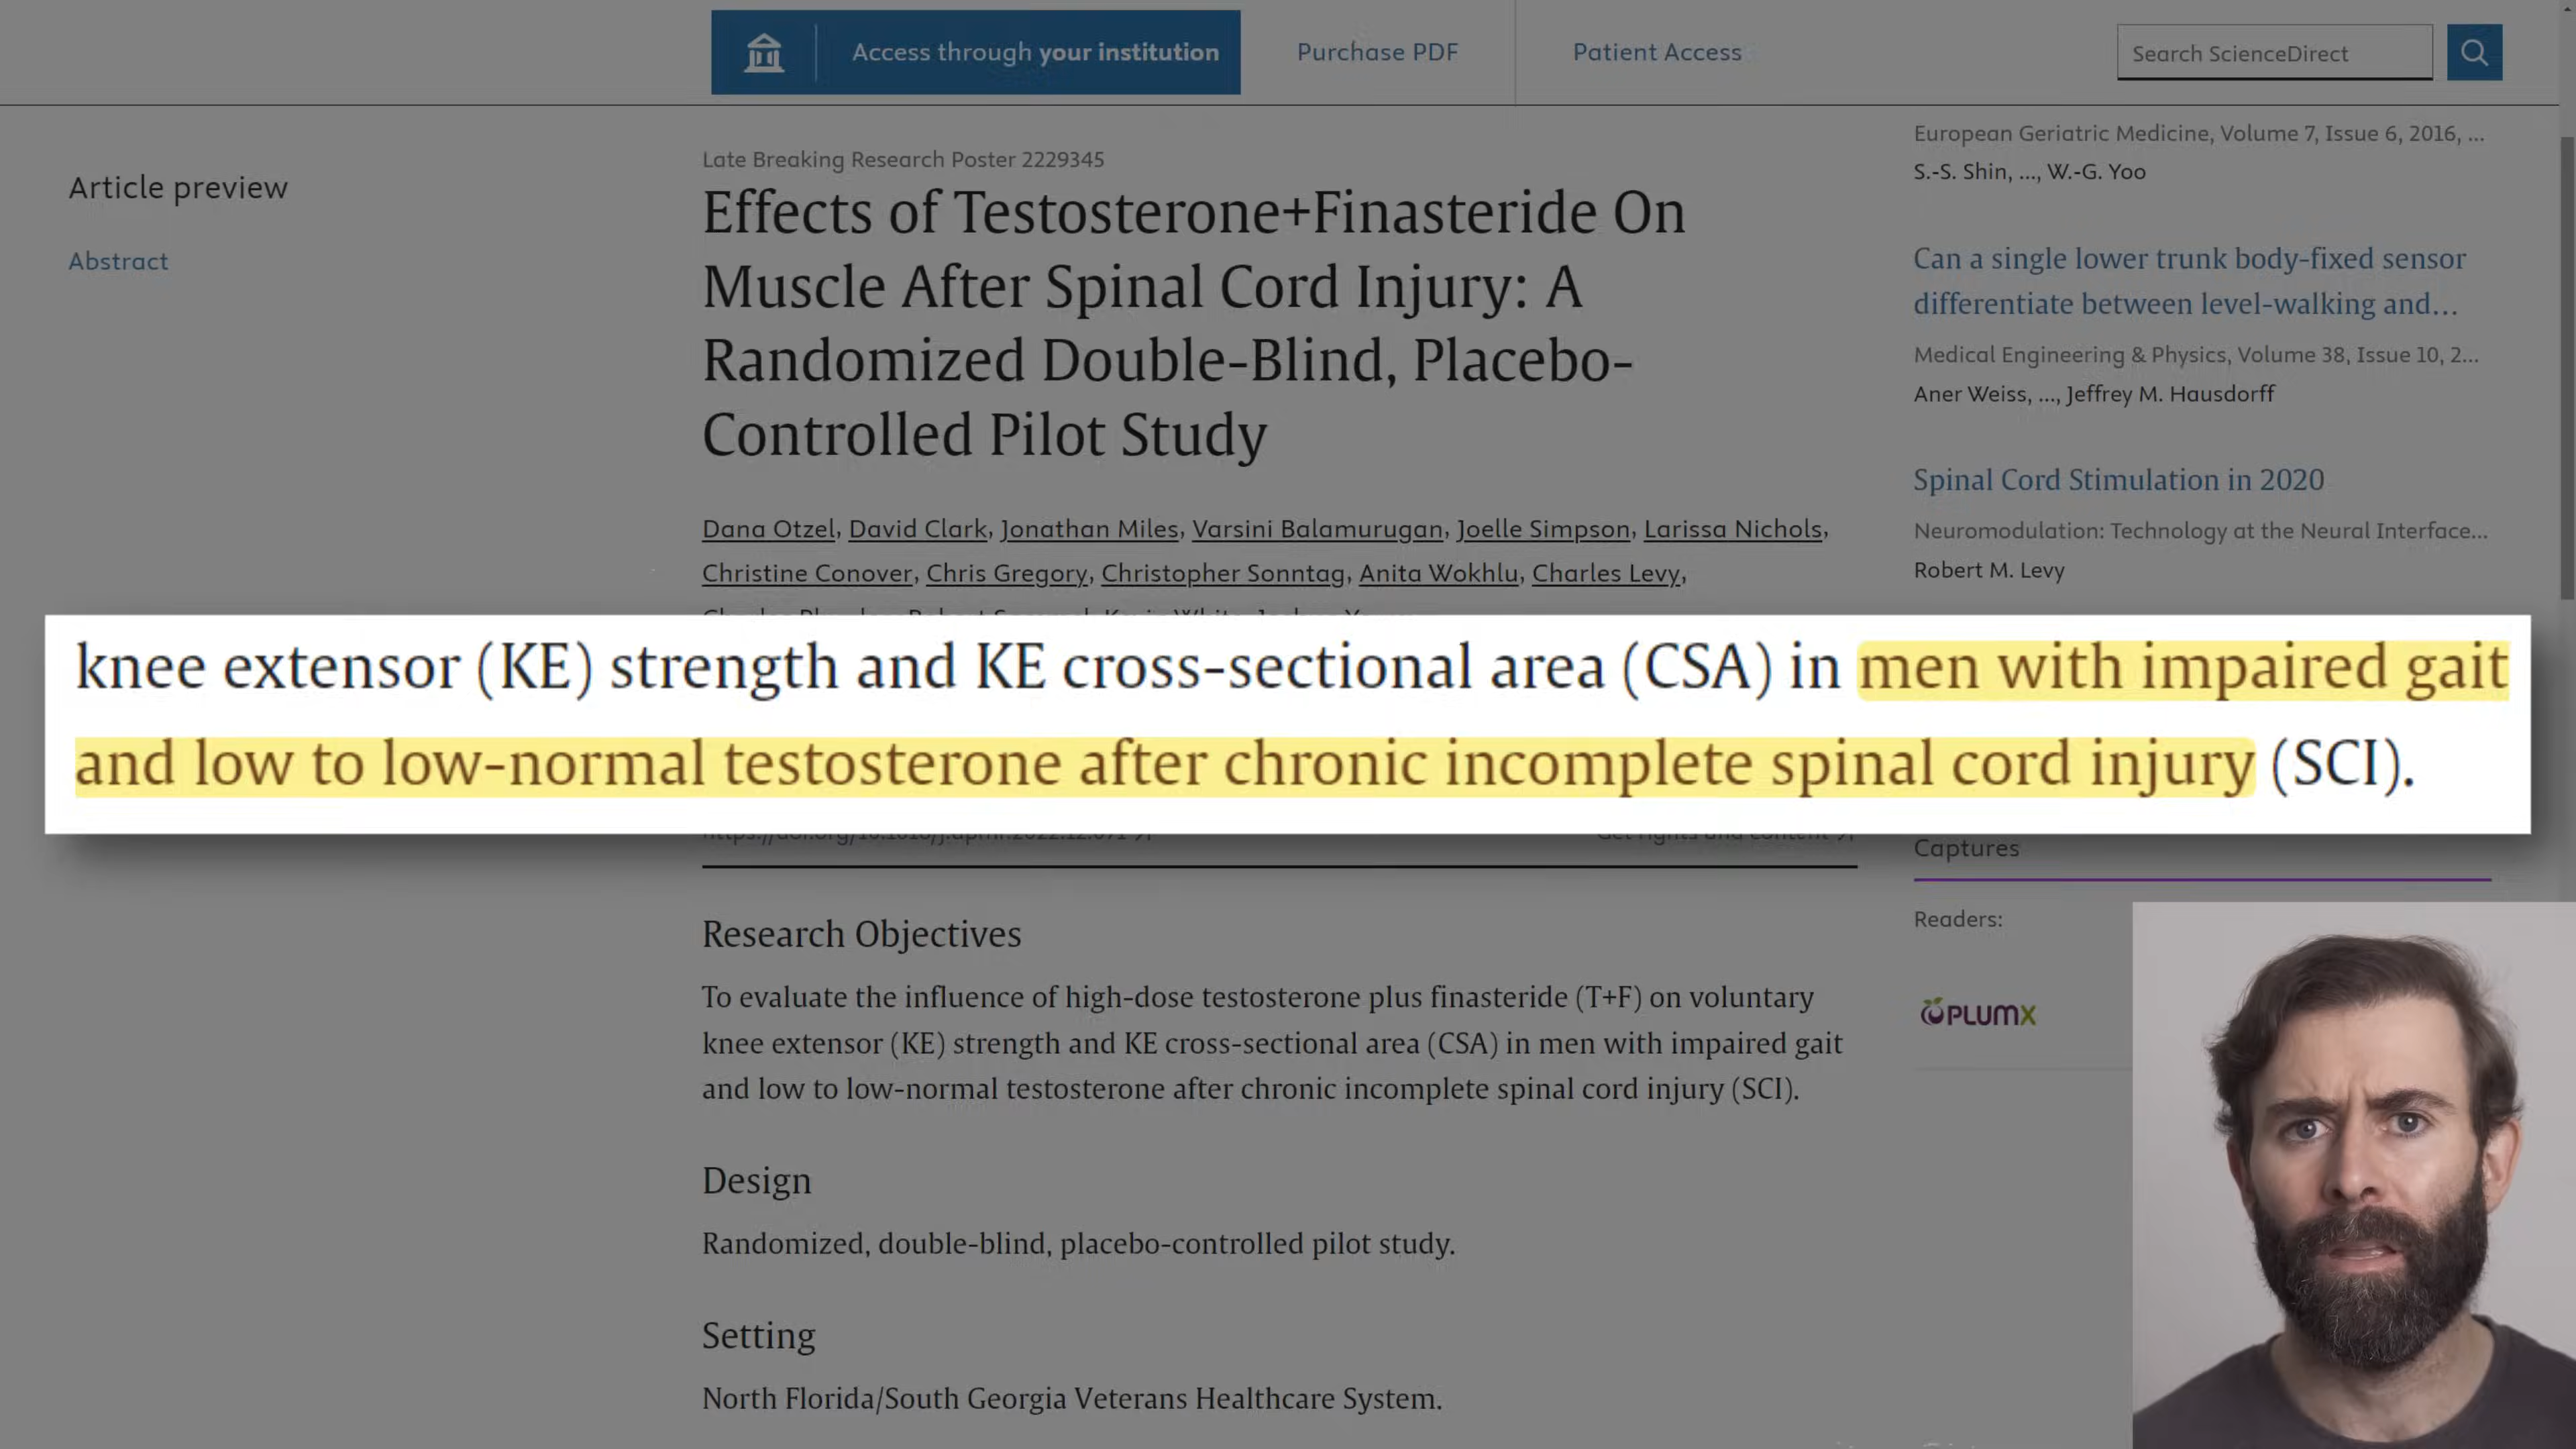 Access through your institution
Purchase PDF
Patient Access
Search ScienceDirect
Article preview
Abstract
Late Breaking Research Poster 2229345
Effects of Testosterone+Finasteride On
Muscle After Spinal Cord Injury: A
Randomized Double-Blind, Placebo-
Controlled Pilot Study
Dana Otzel, David Clark, Jonathan Miles, Varsini Balamurugan, Joelle Simpson, Larissa Nichols,
Christine Conover, Chris Gregory, Christopher Sonntag, Anita Wokhlu, Charles Levy,
European Geriatric Medicine, Volume 7, Issue 6, 2016, ...
S.-S. Shin, ..., W.-G. Yoo
Can a single lower trunk body-fixed sensor
differentiate between level-walking and...
Medical Engineering & Physics, Volume 38, Issue 10, 2...
Aner Weiss, ..., Jeffrey M. Hausdorff
Spinal Cord Stimulation in 2020
Neuromodulation: Technology at the Neural Interface...
Robert M. Levy
knee extensor (KE) strength and KE cross-sectional area (CSA) in men with impaired gait
and low to low-normal testosterone after chronic incomplete spinal cord injury (SCI).
Get rights and content
Captures
Readers:
PLUMX
Research Objectives
To evaluate the influence of high-dose testosterone plus finasteride (T+F) on voluntary
knee extensor (KE) strength and KE cross-sectional area (CSA) in men with impaired gait
and low to low-normal testosterone after chronic incomplete spinal cord injury (SCI).
Design
Randomized, double-blind, placebo-controlled pilot study.
Setting
North Florida/South Georgia Veterans Healthcare System.